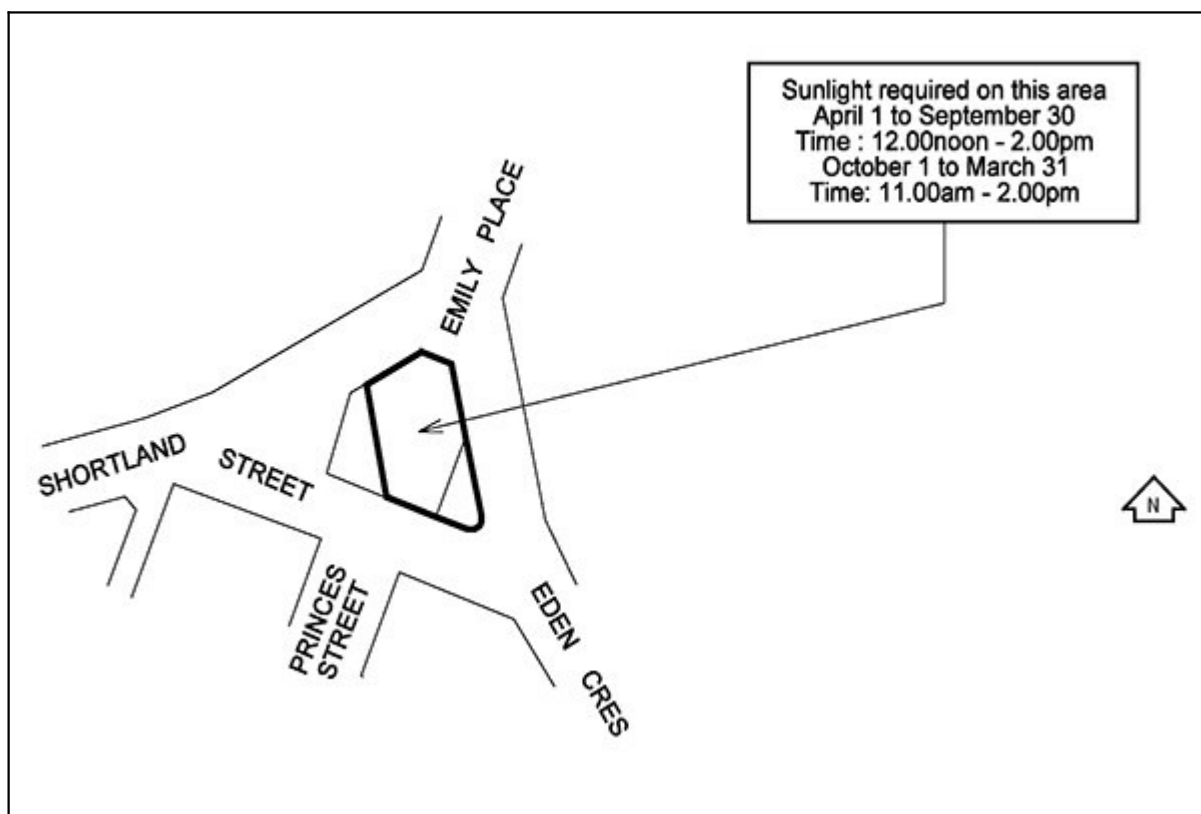 Sunlight required on this area
April 1 to September 30
Time : 12.00noon - 2.00pm
October 1 to March 31
Time: 11.00am - 2.00pm
EMILY PLACE
SHORTLAND STREET
N
PRINCES
STREET
EDEN CRES